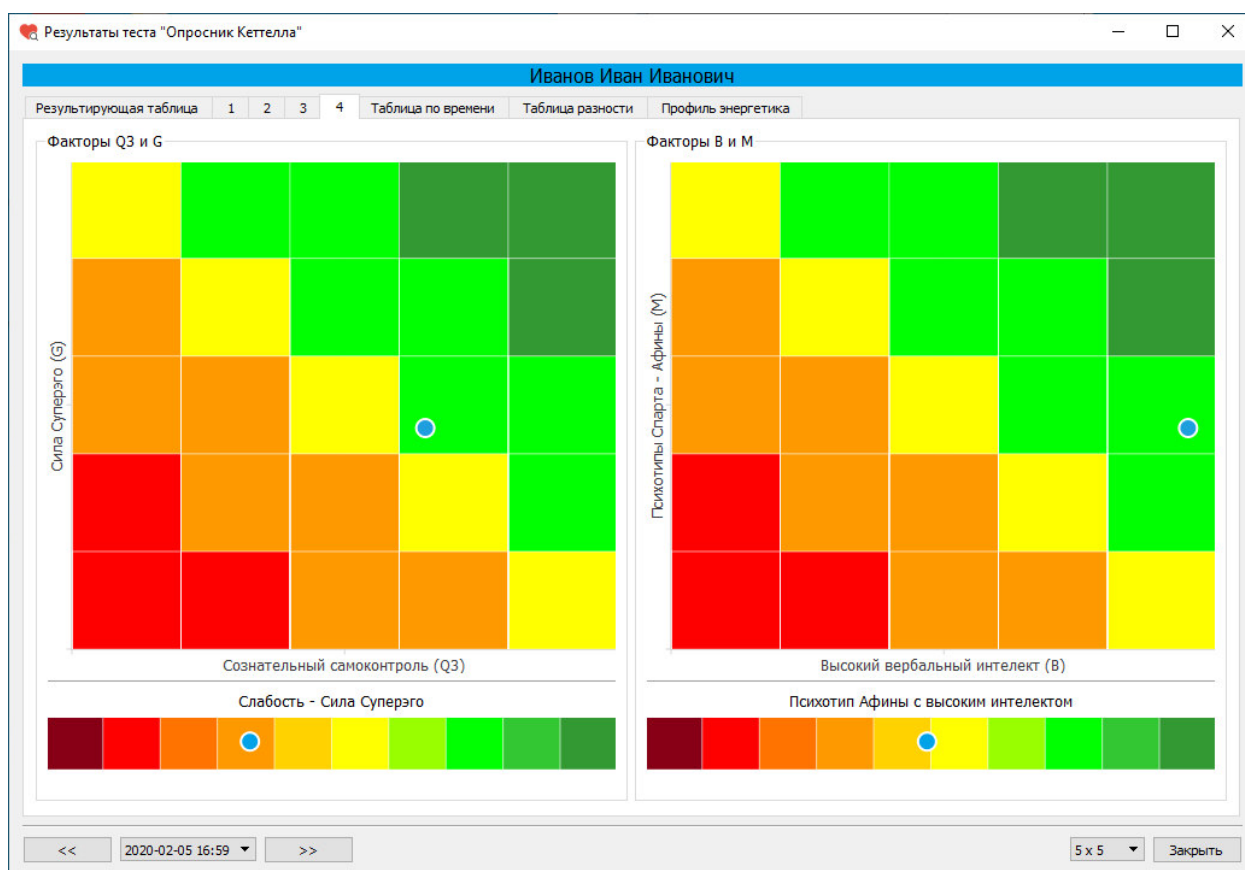 Результаты теста "Опросник Кеттелла"
Иванов Иван Иванович
Результирующая таблица 1 2 3 4 Таблица по времени Таблица разности Профиль энергетика
Факторы Q3 и G
Сила Суперэго (G)
Сознательный самоконтроль (Q3)
Слабость - Сила Суперэго
Факторы B и M
Психотипы Спарта - Афины (M)
Высокий вербальный интелект (B)
Психотип Афины с высоким интелектом
<< 2020-02-05 16:59 >> 5 x 5 Закрыть